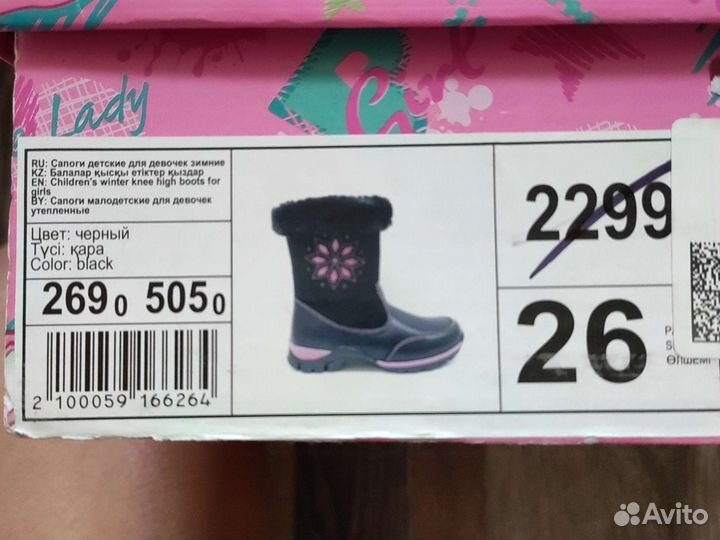 Lady
Girl
RU: Сапоги детские для девочек зимние
KZ: Балалар қысқы етіктер қыздар
EN: Children's winter knee high boots for
girls
BY: Сапоги малодетские для девочек
утепленные
Цвет: черный
Түсі: қара
Color: black
269 0 505 0
2 100059 166264
2299
26
ӨЛШЕМІ
Avito